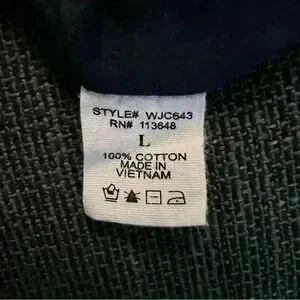 STYLE# WJC643
RN# 113648
L
100% COTTON
MADE IN
VIETNAM